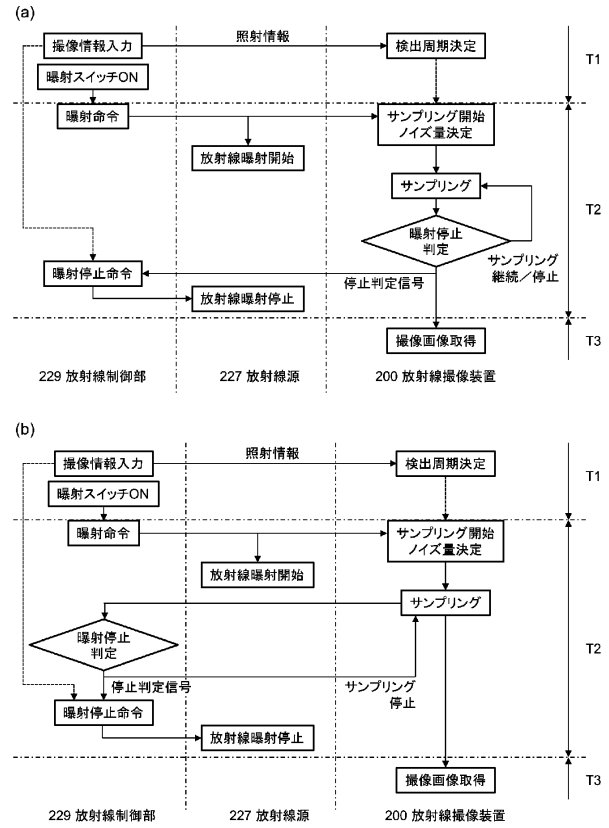 (a)
撮像情報入力
照射情報
検出周期決定
T1
曝射スイッチON
曝射命令
サンプリング開始
ノイズ量決定
放射線曝射開始
サンプリング
T2
曝射停止
判定
サンプリング
継続／停止
曝射停止命令
停止判定信号
放射線曝射停止
撮像画像取得
T3
229 放射線制御部
227 放射線源
200 放射線撮像装置
(b)
撮像情報入力
照射情報
検出周期決定
T1
曝射スイッチON
曝射命令
サンプリング開始
ノイズ量決定
放射線曝射開始
サンプリング
曝射停止
判定
T2
停止判定信号
サンプリング
停止
曝射停止命令
放射線曝射停止
撮像画像取得
T3
229 放射線制御部
227 放射線源
200 放射線撮像装置